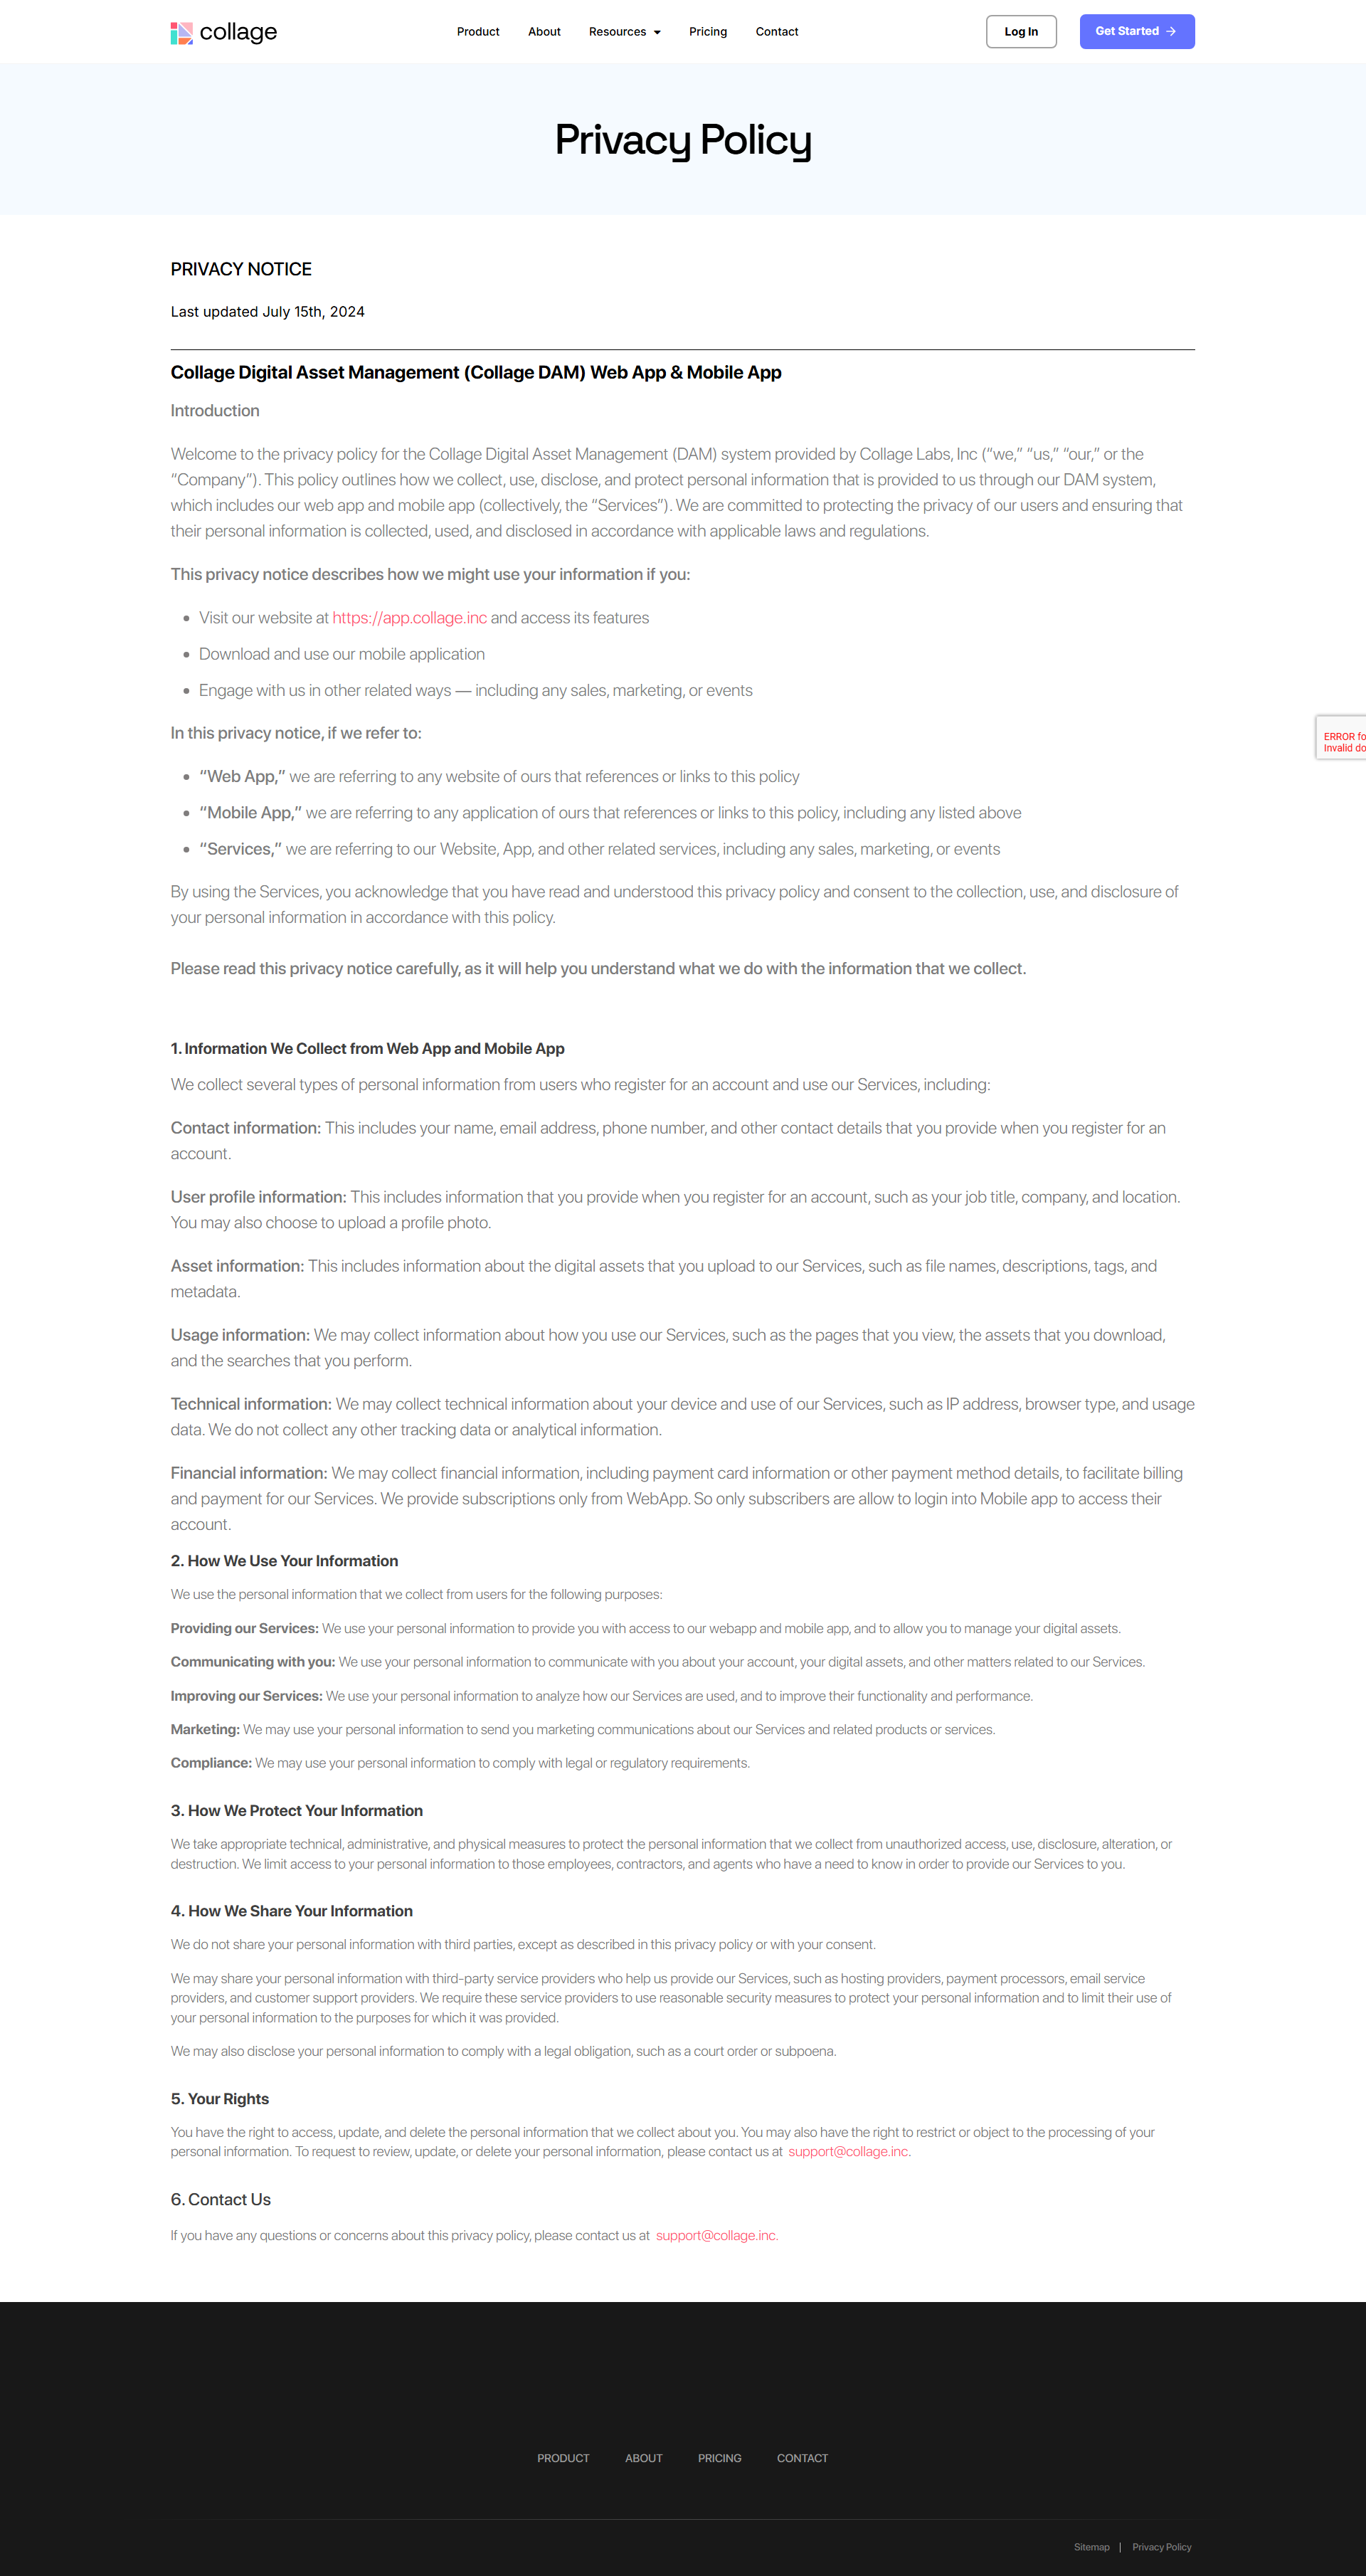 collage
Product About Resources Pricing Contact
Log In
Get Started →
Privacy Policy
PRIVACY NOTICE
Last updated July 15th, 2024
Collage Digital Asset Management (Collage DAM) Web App & Mobile App
Introduction
Welcome to the privacy policy for the Collage Digital Asset Management (DAM) system provided by Collage Labs, Inc (“we,” “us,” “our,” or the
“Company”). This policy outlines how we collect, use, disclose, and protect personal information that is provided to us through our DAM system,
which includes our web app and mobile app (collectively, the “Services”). We are committed to protecting the privacy of our users and ensuring that
their personal information is collected, used, and disclosed in accordance with applicable laws and regulations.
This privacy notice describes how we might use your information if you:
• Visit our website at https://app.collage.inc and access its features
• Download and use our mobile application
• Engage with us in other related ways — including any sales, marketing, or events
ERROR fo
Invalid do
In this privacy notice, if we refer to:
• “Web App,” we are referring to any website of ours that references or links to this policy
• “Mobile App,” we are referring to any application of ours that references or links to this policy, including any listed above
• “Services,” we are referring to our Website, App, and other related services, including any sales, marketing, or events
By using the Services, you acknowledge that you have read and understood this privacy policy and consent to the collection, use, and disclosure of
your personal information in accordance with this policy.
Please read this privacy notice carefully, as it will help you understand what we do with the information that we collect.
1. Information We Collect from Web App and Mobile App
We collect several types of personal information from users who register for an account and use our Services, including:
Contact information: This includes your name, email address, phone number, and other contact details that you provide when you register for an
account.
User profile information: This includes information that you provide when you register for an account, such as your job title, company, and location.
You may also choose to upload a profile photo.
Asset information: This includes information about the digital assets that you upload to our Services, such as file names, descriptions, tags, and
metadata.
Usage information: We may collect information about how you use our Services, such as the pages that you view, the assets that you download,
and the searches that you perform.
Technical information: We may collect technical information about your device and use of our Services, such as IP address, browser type, and usage
data. We do not collect any other tracking data or analytical information.
Financial information: We may collect financial information, including payment card information or other payment method details, to facilitate billing
and payment for our Services. We provide subscriptions only from WebApp. So only subscribers are allow to login into Mobile app to access their
account.
2. How We Use Your Information
We use the personal information that we collect from users for the following purposes:
Providing our Services: We use your personal information to provide you with access to our webapp and mobile app, and to allow you to manage your digital assets.
Communicating with you: We use your personal information to communicate with you about your account, your digital assets, and other matters related to our Services.
Improving our Services: We use your personal information to analyze how our Services are used, and to improve their functionality and performance.
Marketing: We may use your personal information to send you marketing communications about our Services and related products or services.
Compliance: We may use your personal information to comply with legal or regulatory requirements.
3. How We Protect Your Information
We take appropriate technical, administrative, and physical measures to protect the personal information that we collect from unauthorized access, use, disclosure, alteration, or
destruction. We limit access to your personal information to those employees, contractors, and agents who have a need to know in order to provide our Services to you.
4. How We Share Your Information
We do not share your personal information with third parties, except as described in this privacy policy or with your consent.
We may share your personal information with third-party service providers who help us provide our Services, such as hosting providers, payment processors, email service
providers, and customer support providers. We require these service providers to use reasonable security measures to protect your personal information and to limit their use of
your personal information to the purposes for which it was provided.
We may also disclose your personal information to comply with a legal obligation, such as a court order or subpoena.
5. Your Rights
You have the right to access, update, and delete the personal information that we collect about you. You may also have the right to restrict or object to the processing of your
personal information. To request to review, update, or delete your personal information, please contact us at support@collage.inc.
6. Contact Us
If you have any questions or concerns about this privacy policy, please contact us at support@collage.inc.
PRODUCT ABOUT PRICING CONTACT
Sitemap | Privacy Policy